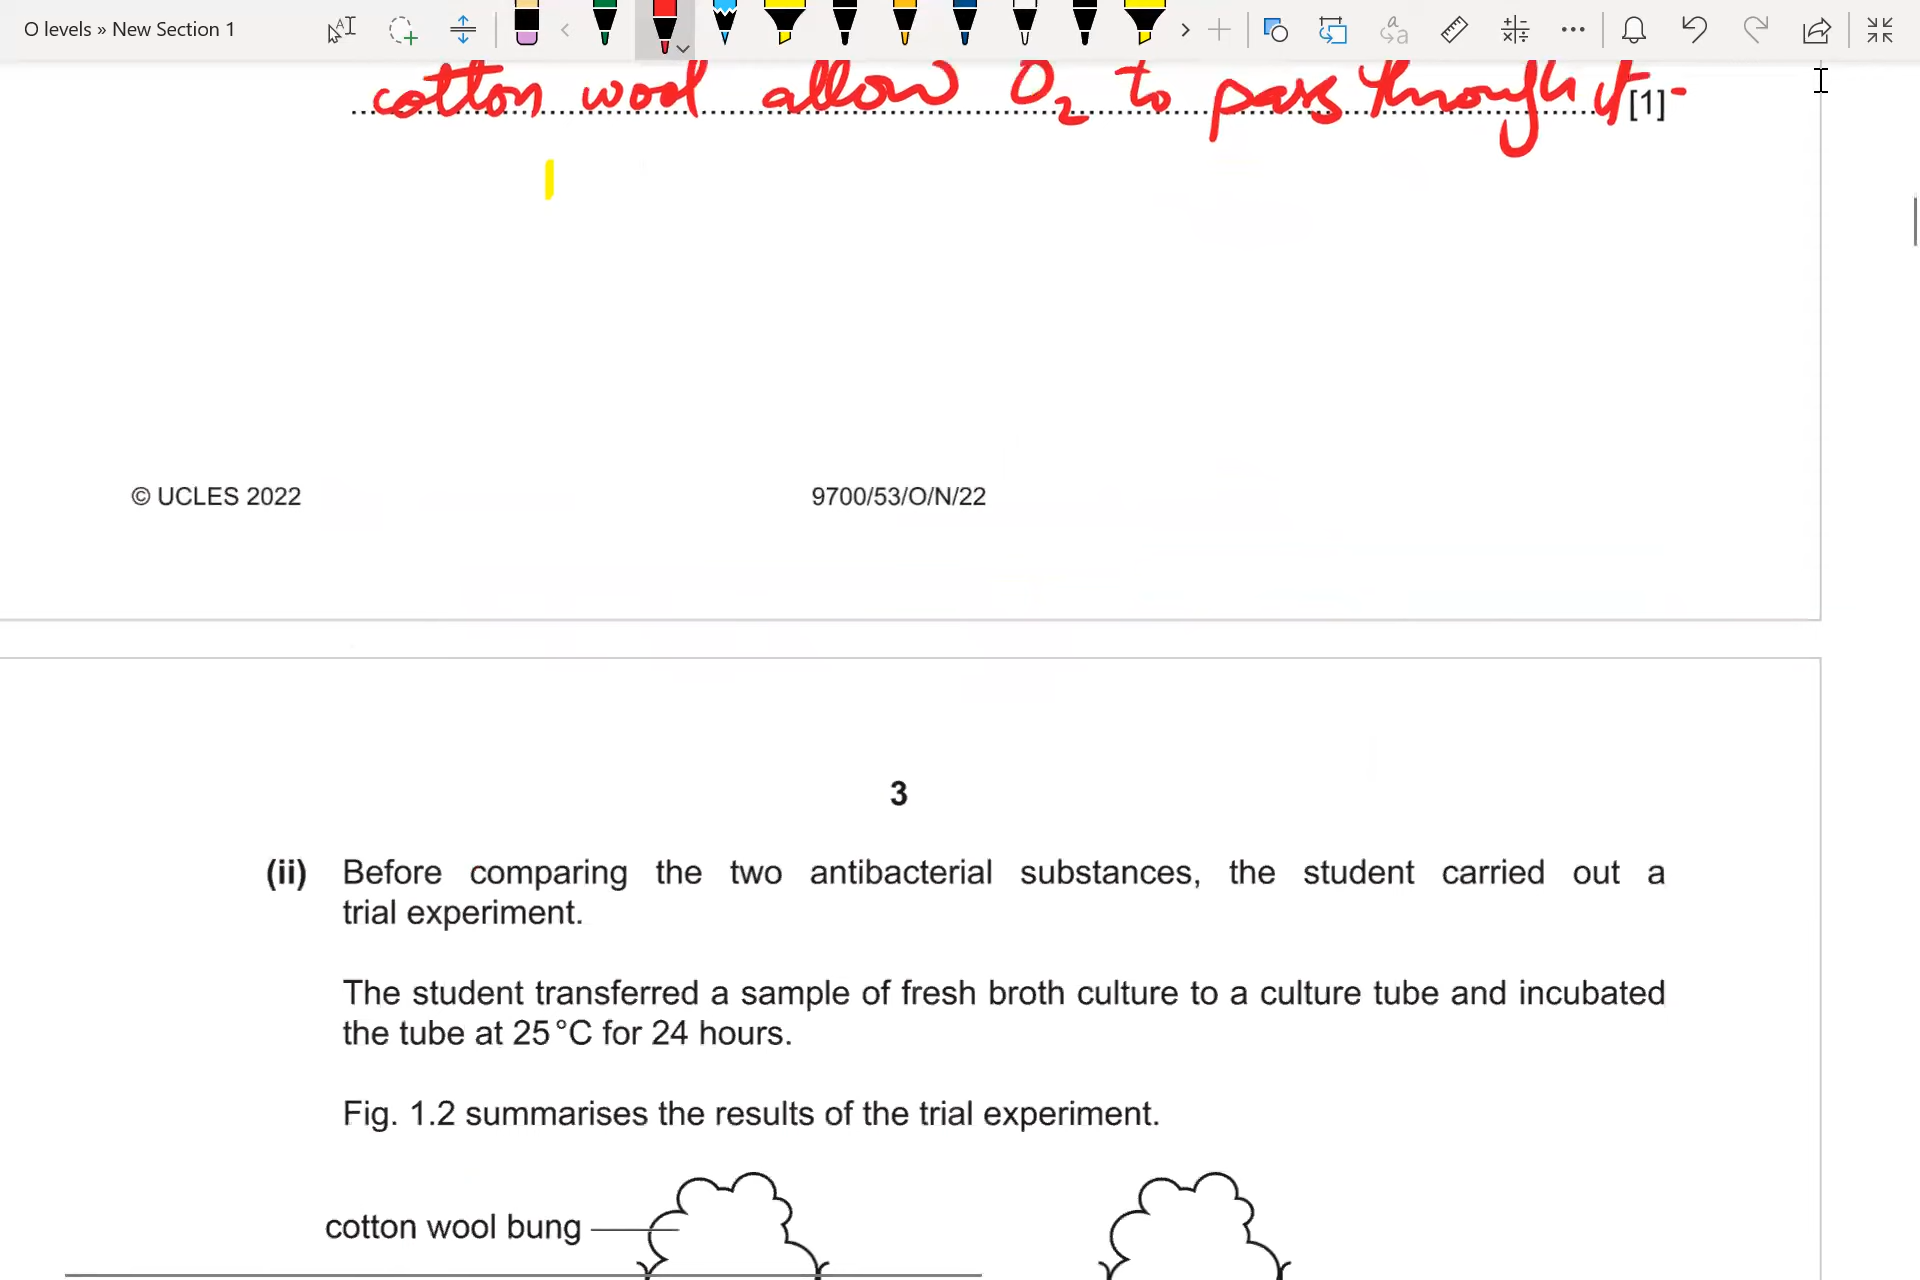 O levels » New Section 1
cotton wool allow O₂ to pass through it - [1]
© UCLES 2022
9700/53/O/N/22
3
(ii) Before comparing the two antibacterial substances, the student carried out a
trial experiment.
The student transferred a sample of fresh broth culture to a culture tube and incubated
the tube at 25 °C for 24 hours.
Fig. 1.2 summarises the results of the trial experiment.
cotton wool bung